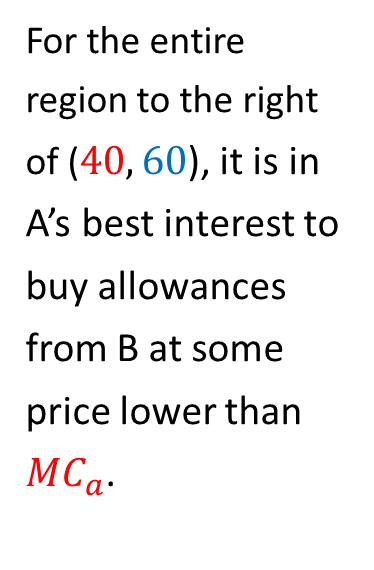 For the entire
region to the right
of (40, 60), it is in
A’s best interest to
buy allowances
from B at some
price lower than
MCₐ.